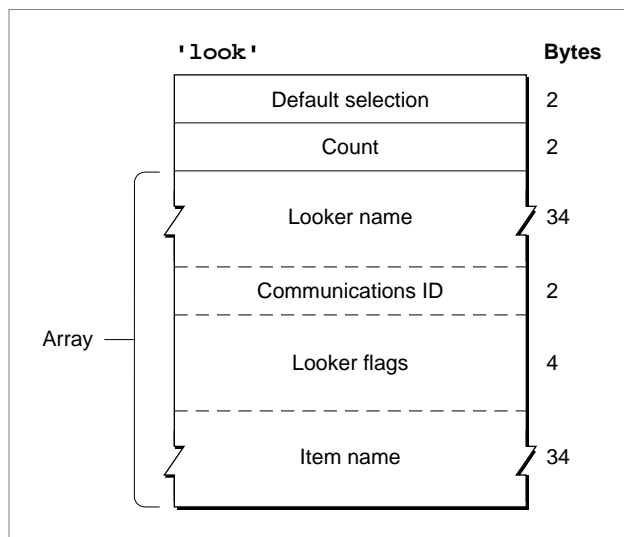 'look' Bytes
Default selection 2
Count 2
Looker name 34
Communications ID 2
Array
Looker flags 4
Item name 34